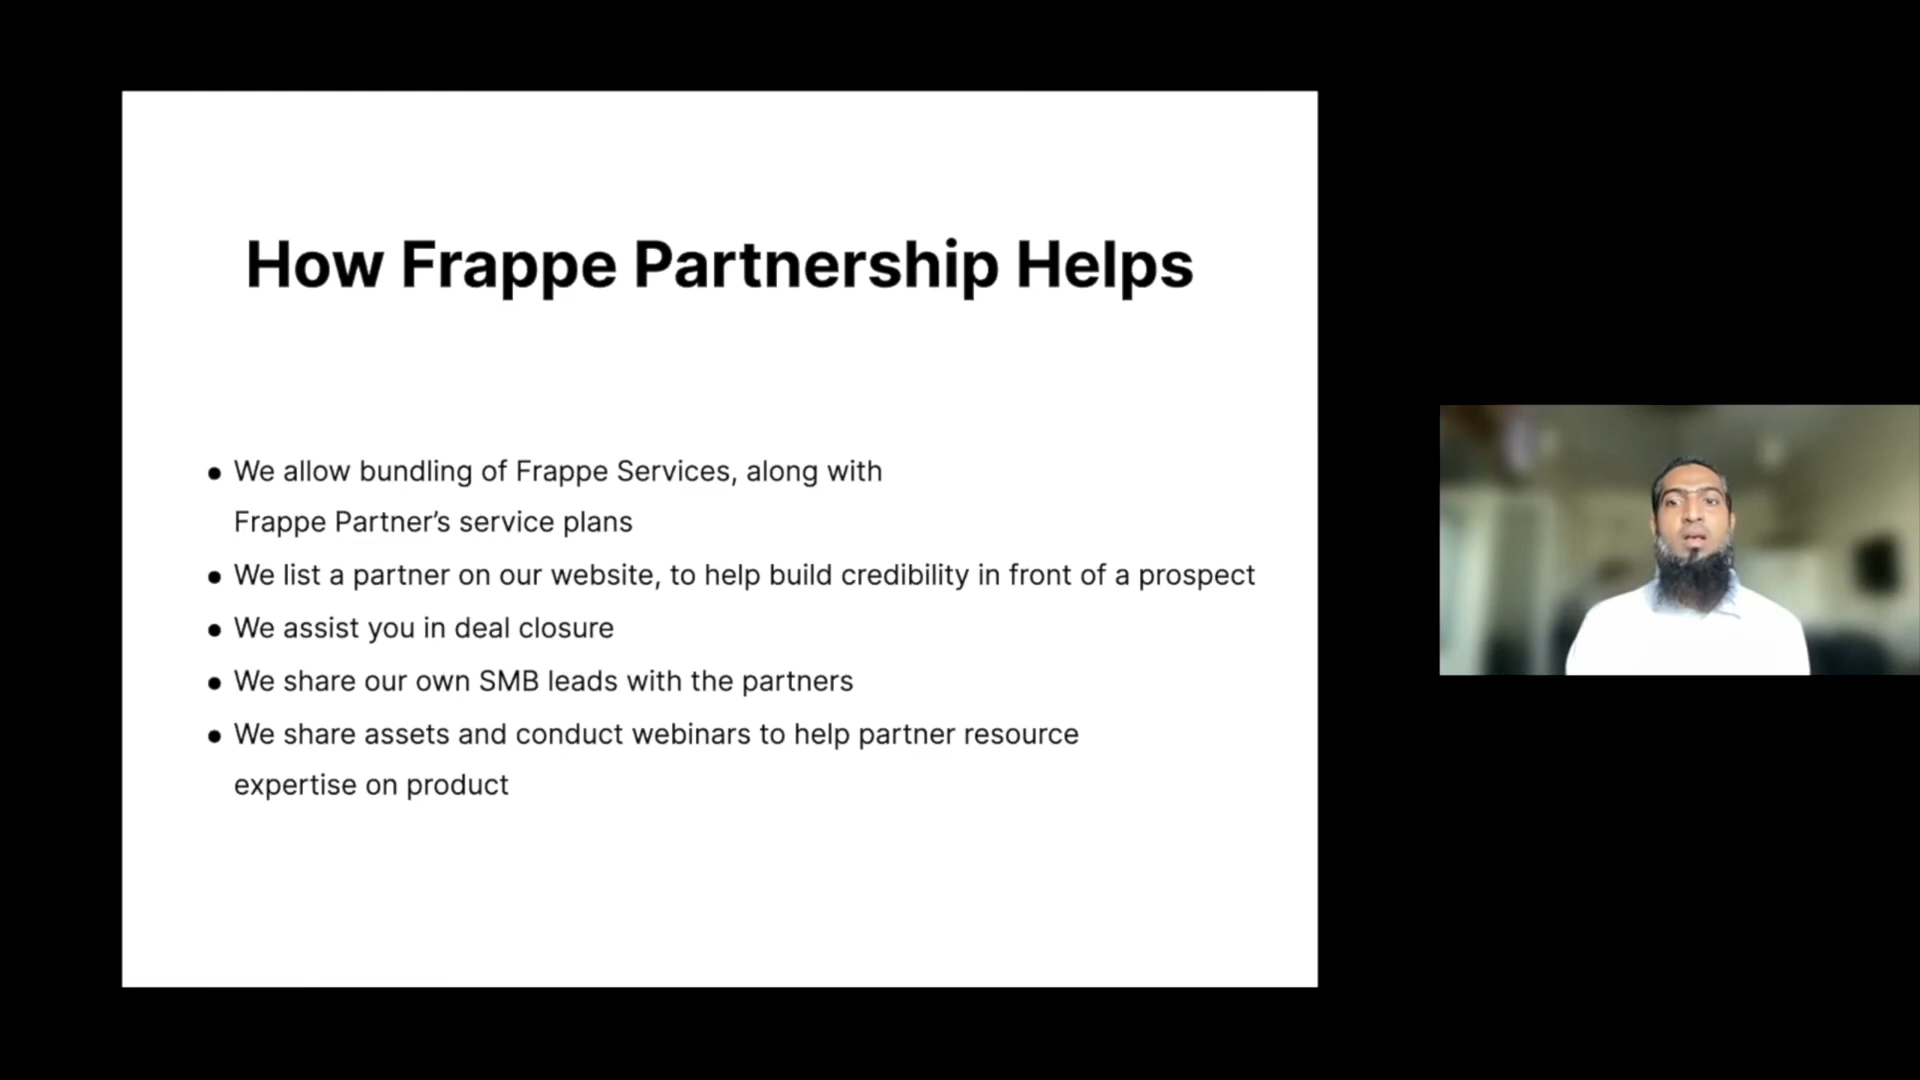 How Frappe Partnership Helps
● We allow bundling of Frappe Services, along with
Frappe Partner’s service plans
● We list a partner on our website, to help build credibility in front of a prospect
● We assist you in deal closure
● We share our own SMB leads with the partners
● We share assets and conduct webinars to help partner resource
expertise on product